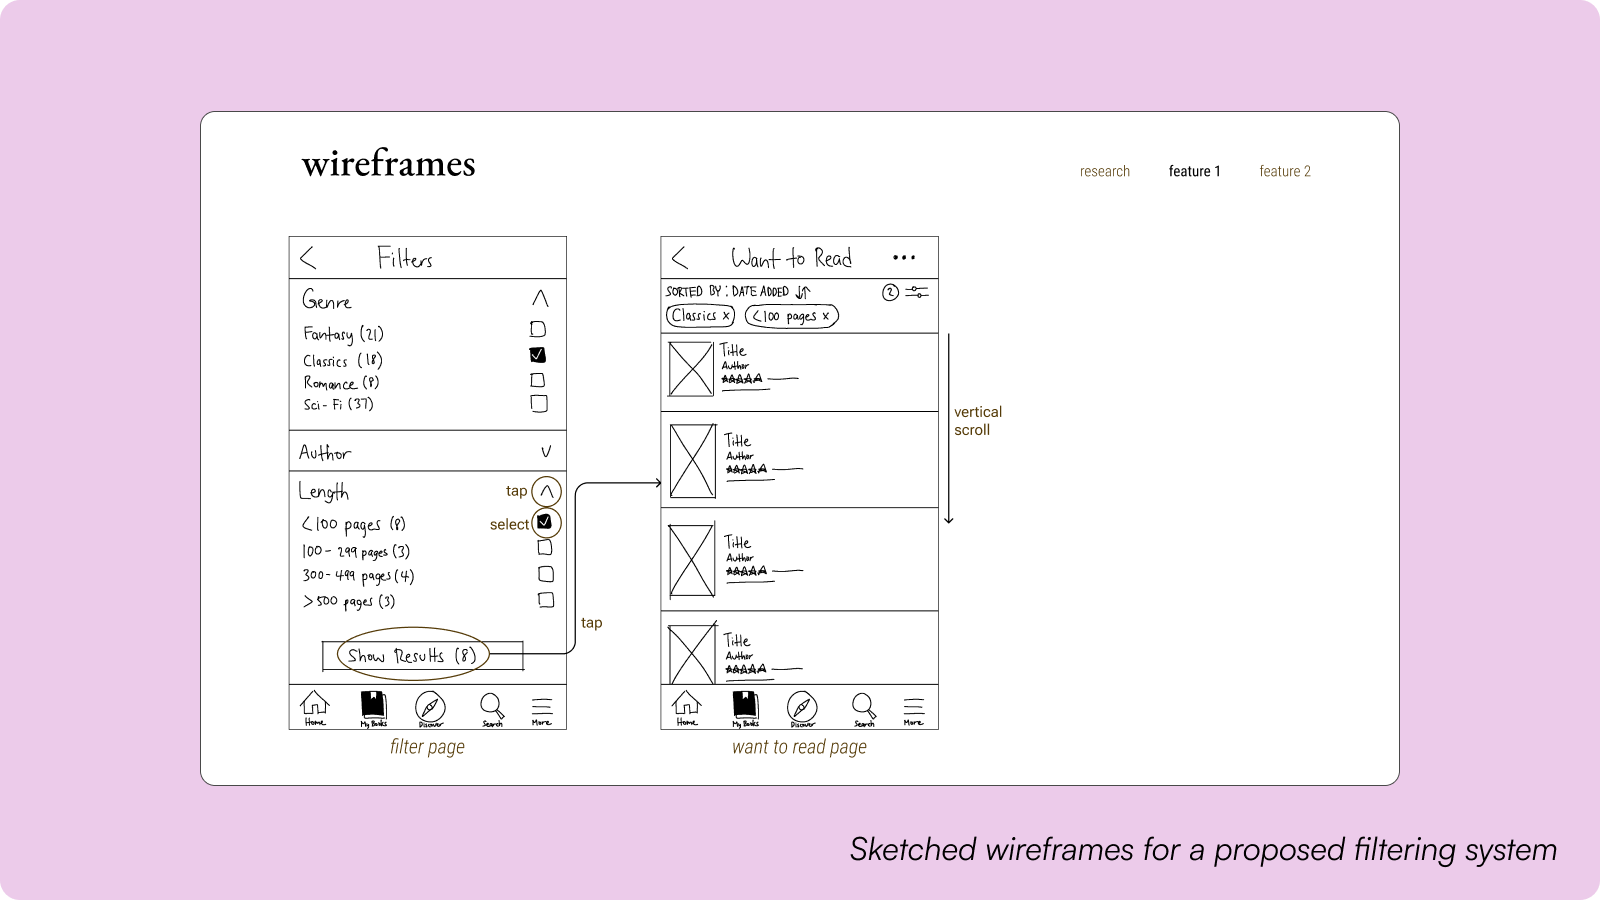 wireframes
research feature 1 feature 2
Filters
Genre
Fantasy (21)
Classics (18)
Romance (8)
Sci-Fi (37)
Author
Length
tap
<100 pages (8)
select
100-299 pages (3)
300-499 pages (4)
>500 pages (3)
Show Results (8)
tap
Home My Books Discover Search More
filter page
Want to Read
SORTED BY: DATE ADDED
2
Classics x <100 pages x
Title
Author
Title
Author
Title
Author
Title
Author
vertical
scroll
Home My Books Discover Search More
want to read page
Sketched wireframes for a proposed filtering system